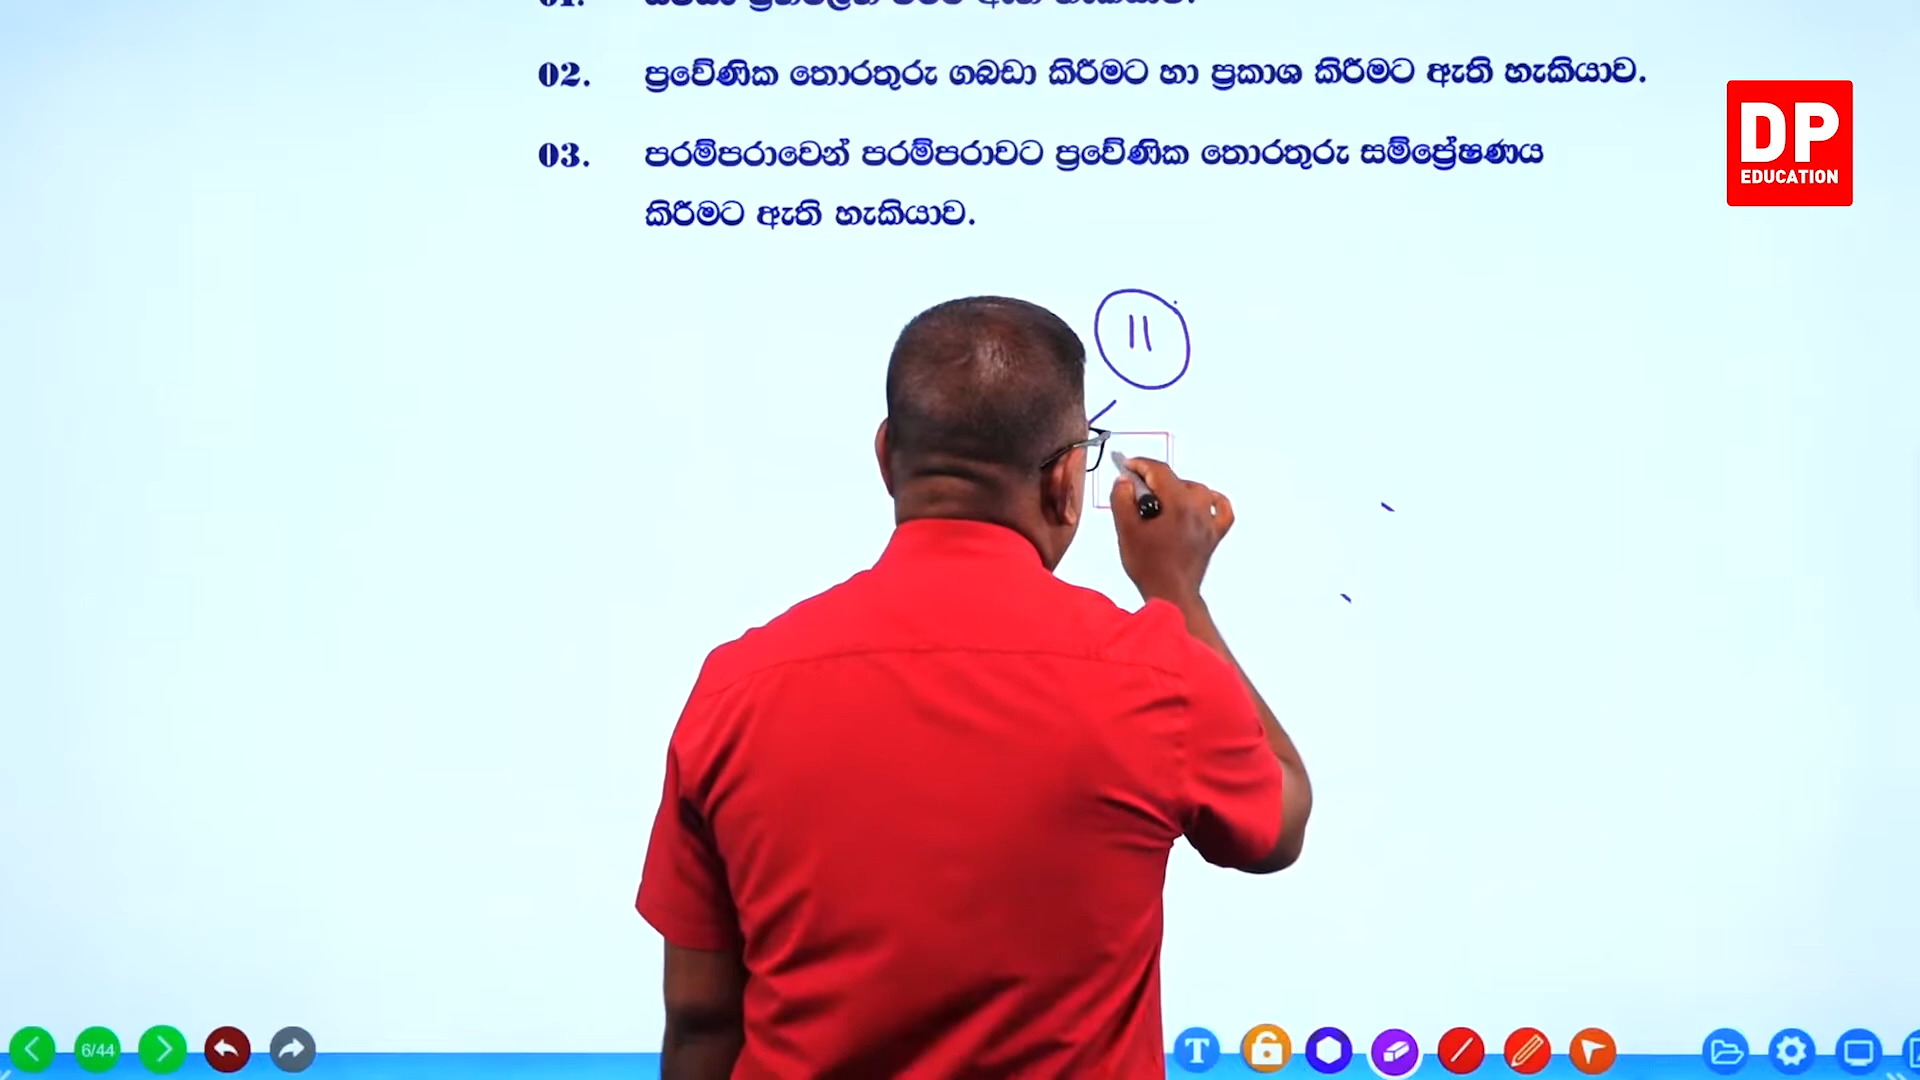 02. ප්‍රවේණික තොරතුරු ගබඩා කිරීමට හා ප්‍රකාශ කිරීමට ඇති හැකියාව.
03. පරම්පරාවෙන් පරම්පරාවට ප්‍රවේණික තොරතුරු සම්ප්‍රේෂණය
කිරීමට ඇති හැකියාව.
DP
EDUCATION
11
6/44
T